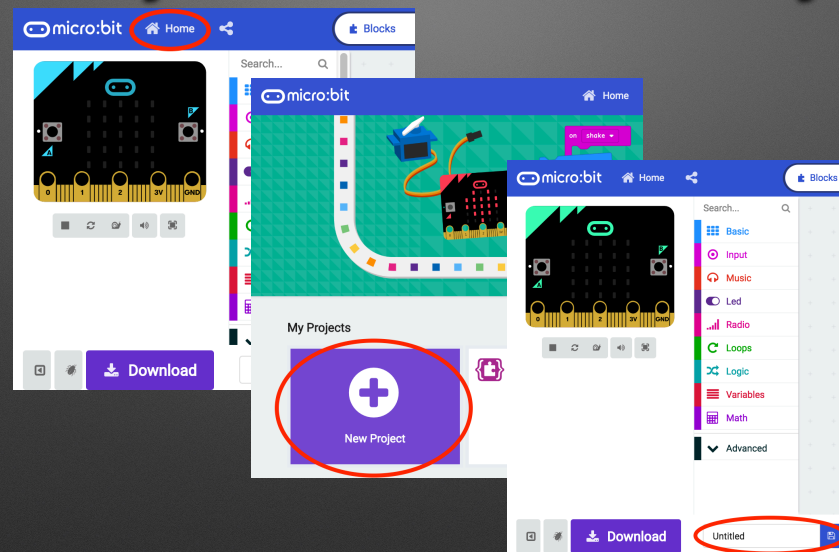 micro:bit Home Blocks
Search...
B
A
0 1 2 3V GND
Download
micro:bit Home
on shake
My Projects
New Project
micro:bit Home Blocks
Search...
Basic
Input
Music
Led
Radio
Loops
Logic
Variables
Math
Advanced
B
A
0 1 2 3V GND
Download
Untitled